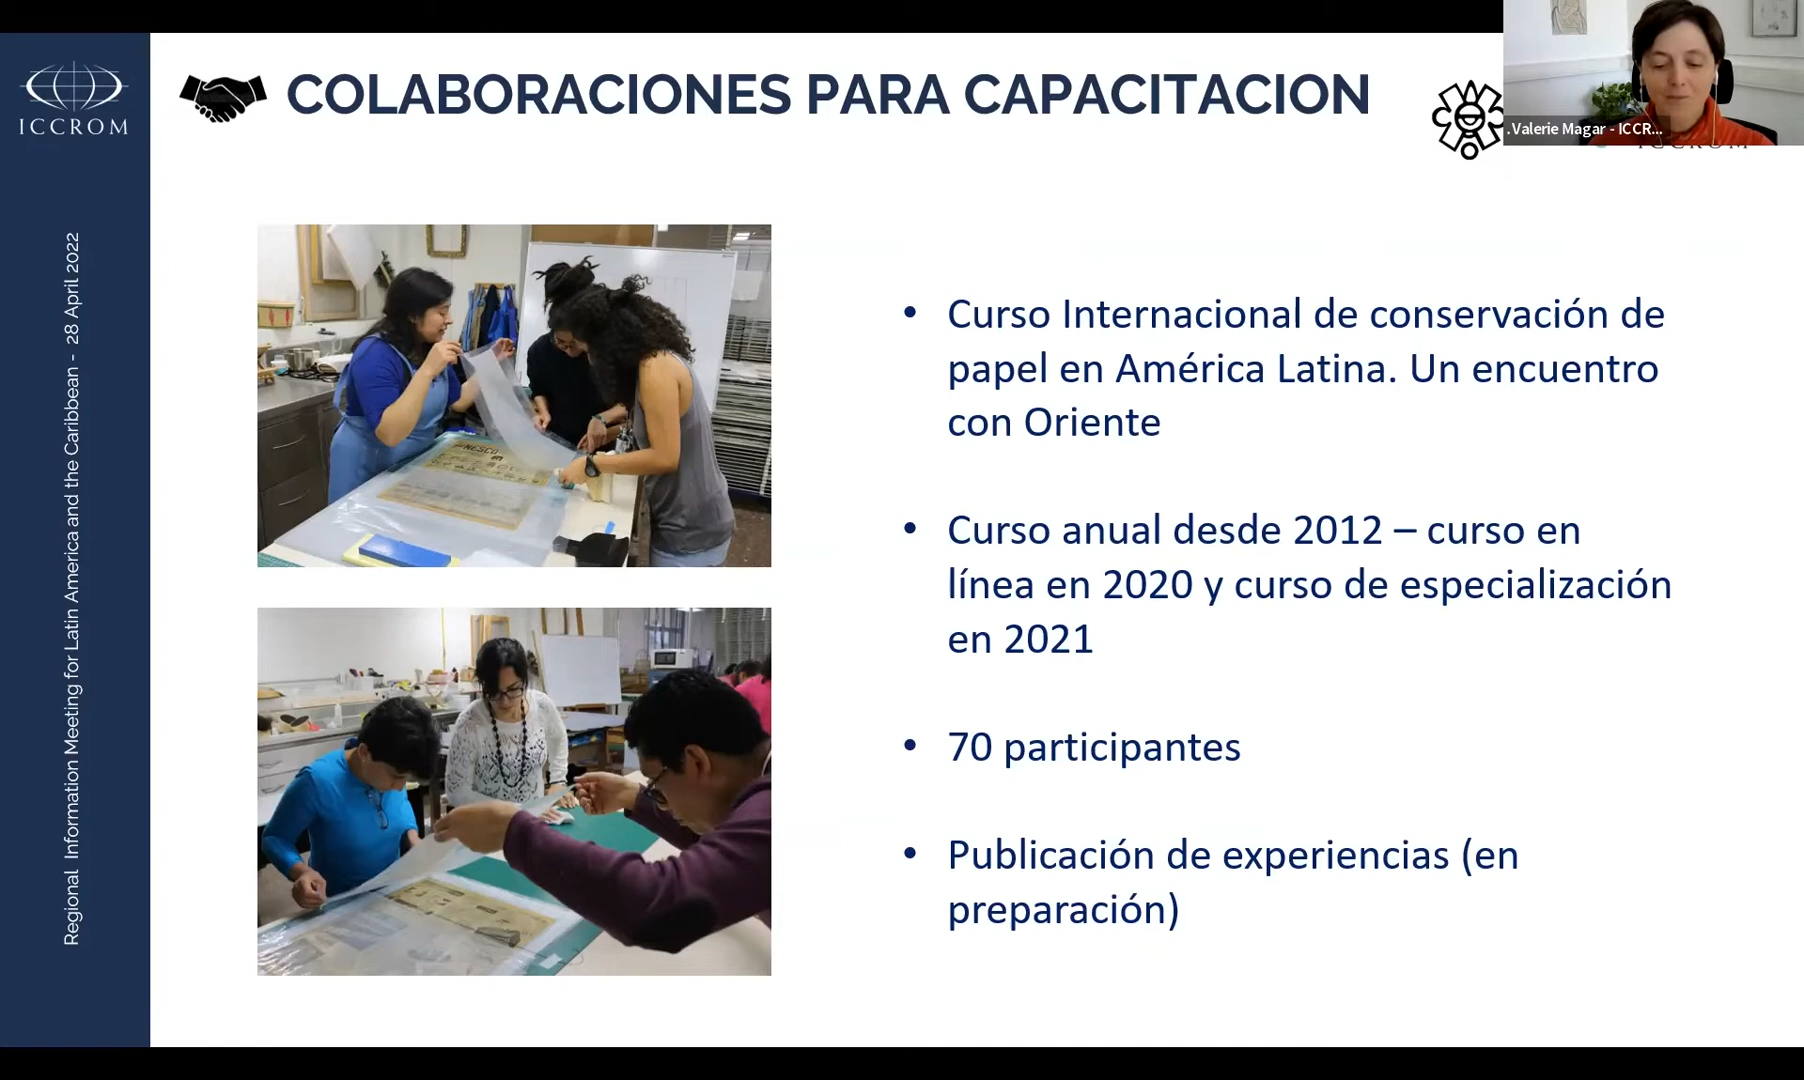 ICCROM
Regional Information Meeting for Latin America and the Caribbean - 28 April 2022
COLABORACIONES PARA CAPACITACION
.Valerie Magar - ICCR...
ICCROM
UNESCO
• Curso Internacional de conservación de
papel en América Latina. Un encuentro
con Oriente
• Curso anual desde 2012 – curso en
línea en 2020 y curso de especialización
en 2021
• 70 participantes
• Publicación de experiencias (en
preparación)